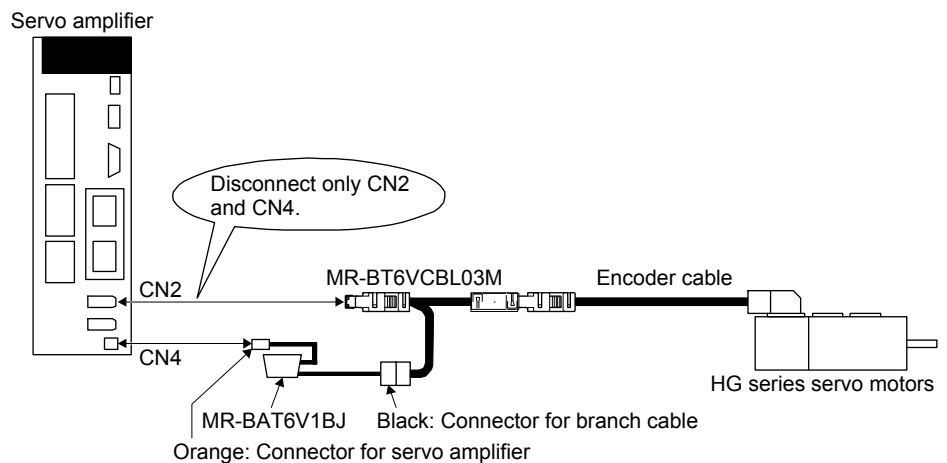 Servo amplifier
Disconnect only CN2
and CN4.
CN2
MR-BT6VCBL03M
Encoder cable
CN4
HG series servo motors
MR-BAT6V1BJ
Black: Connector for branch cable
Orange: Connector for servo amplifier